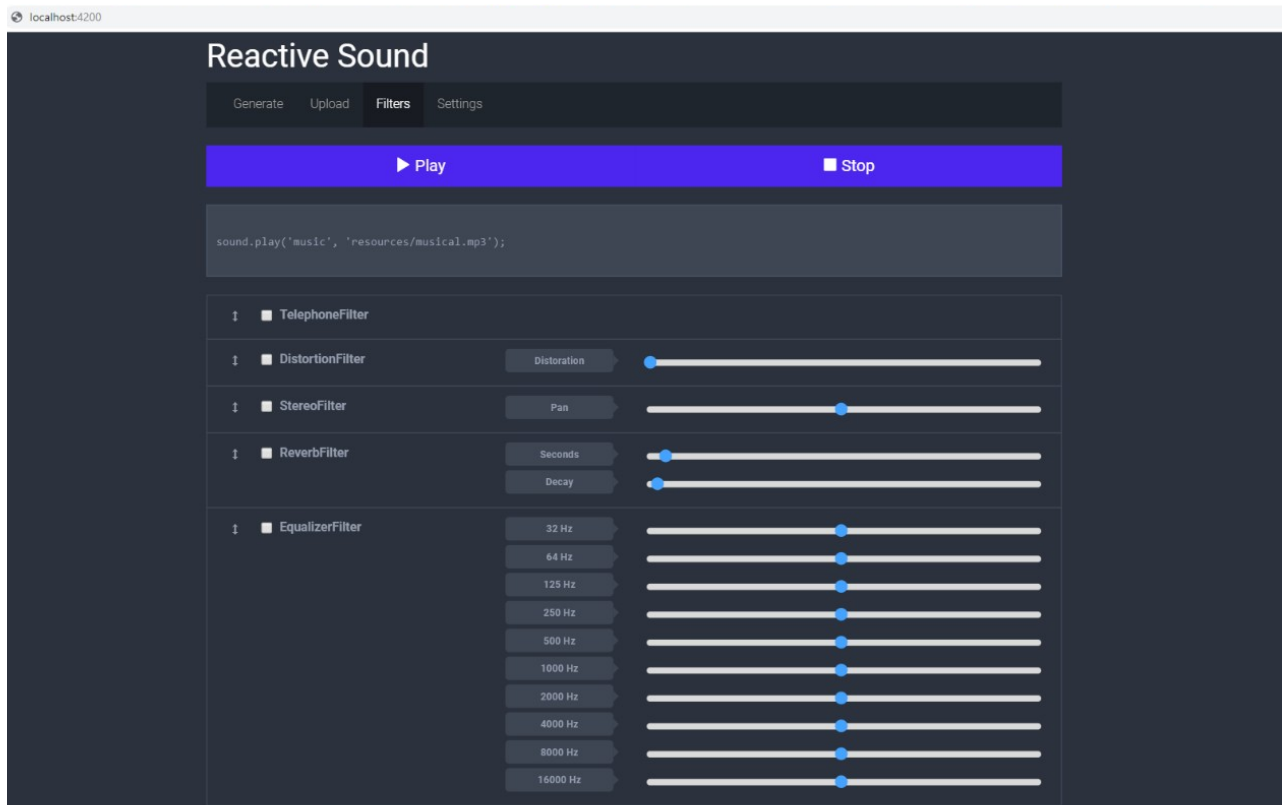 localhost:4200
Reactive Sound
Generate Upload Filters Settings
Play Stop
sound.play('music', 'resources/musical.mp3');
TelephoneFilter
DistortionFilter Distoration
StereoFilter Pan
ReverbFilter Seconds
Decay
EqualizerFilter 32 Hz
64 Hz
125 Hz
250 Hz
500 Hz
1000 Hz
2000 Hz
4000 Hz
8000 Hz
16000 Hz